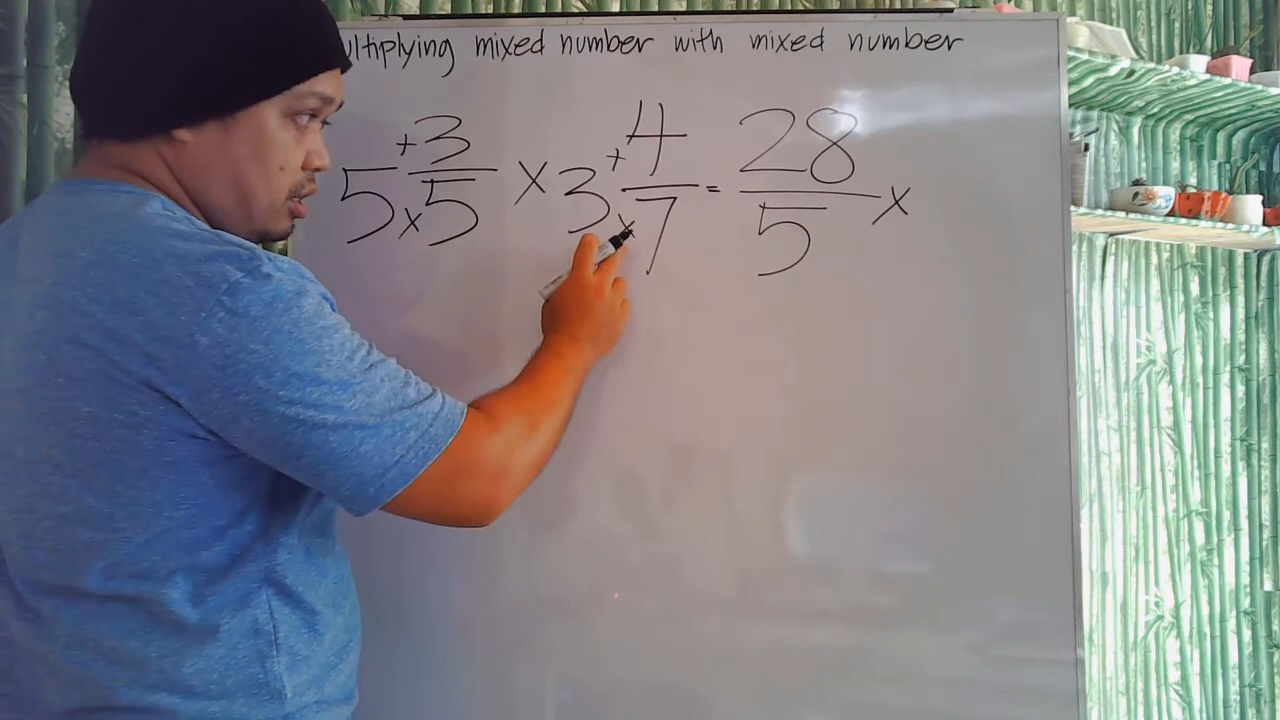 ultiplying mixed number with mixed number
5 + 3/5 x 3 + 4/7 = 28/5 x
x x